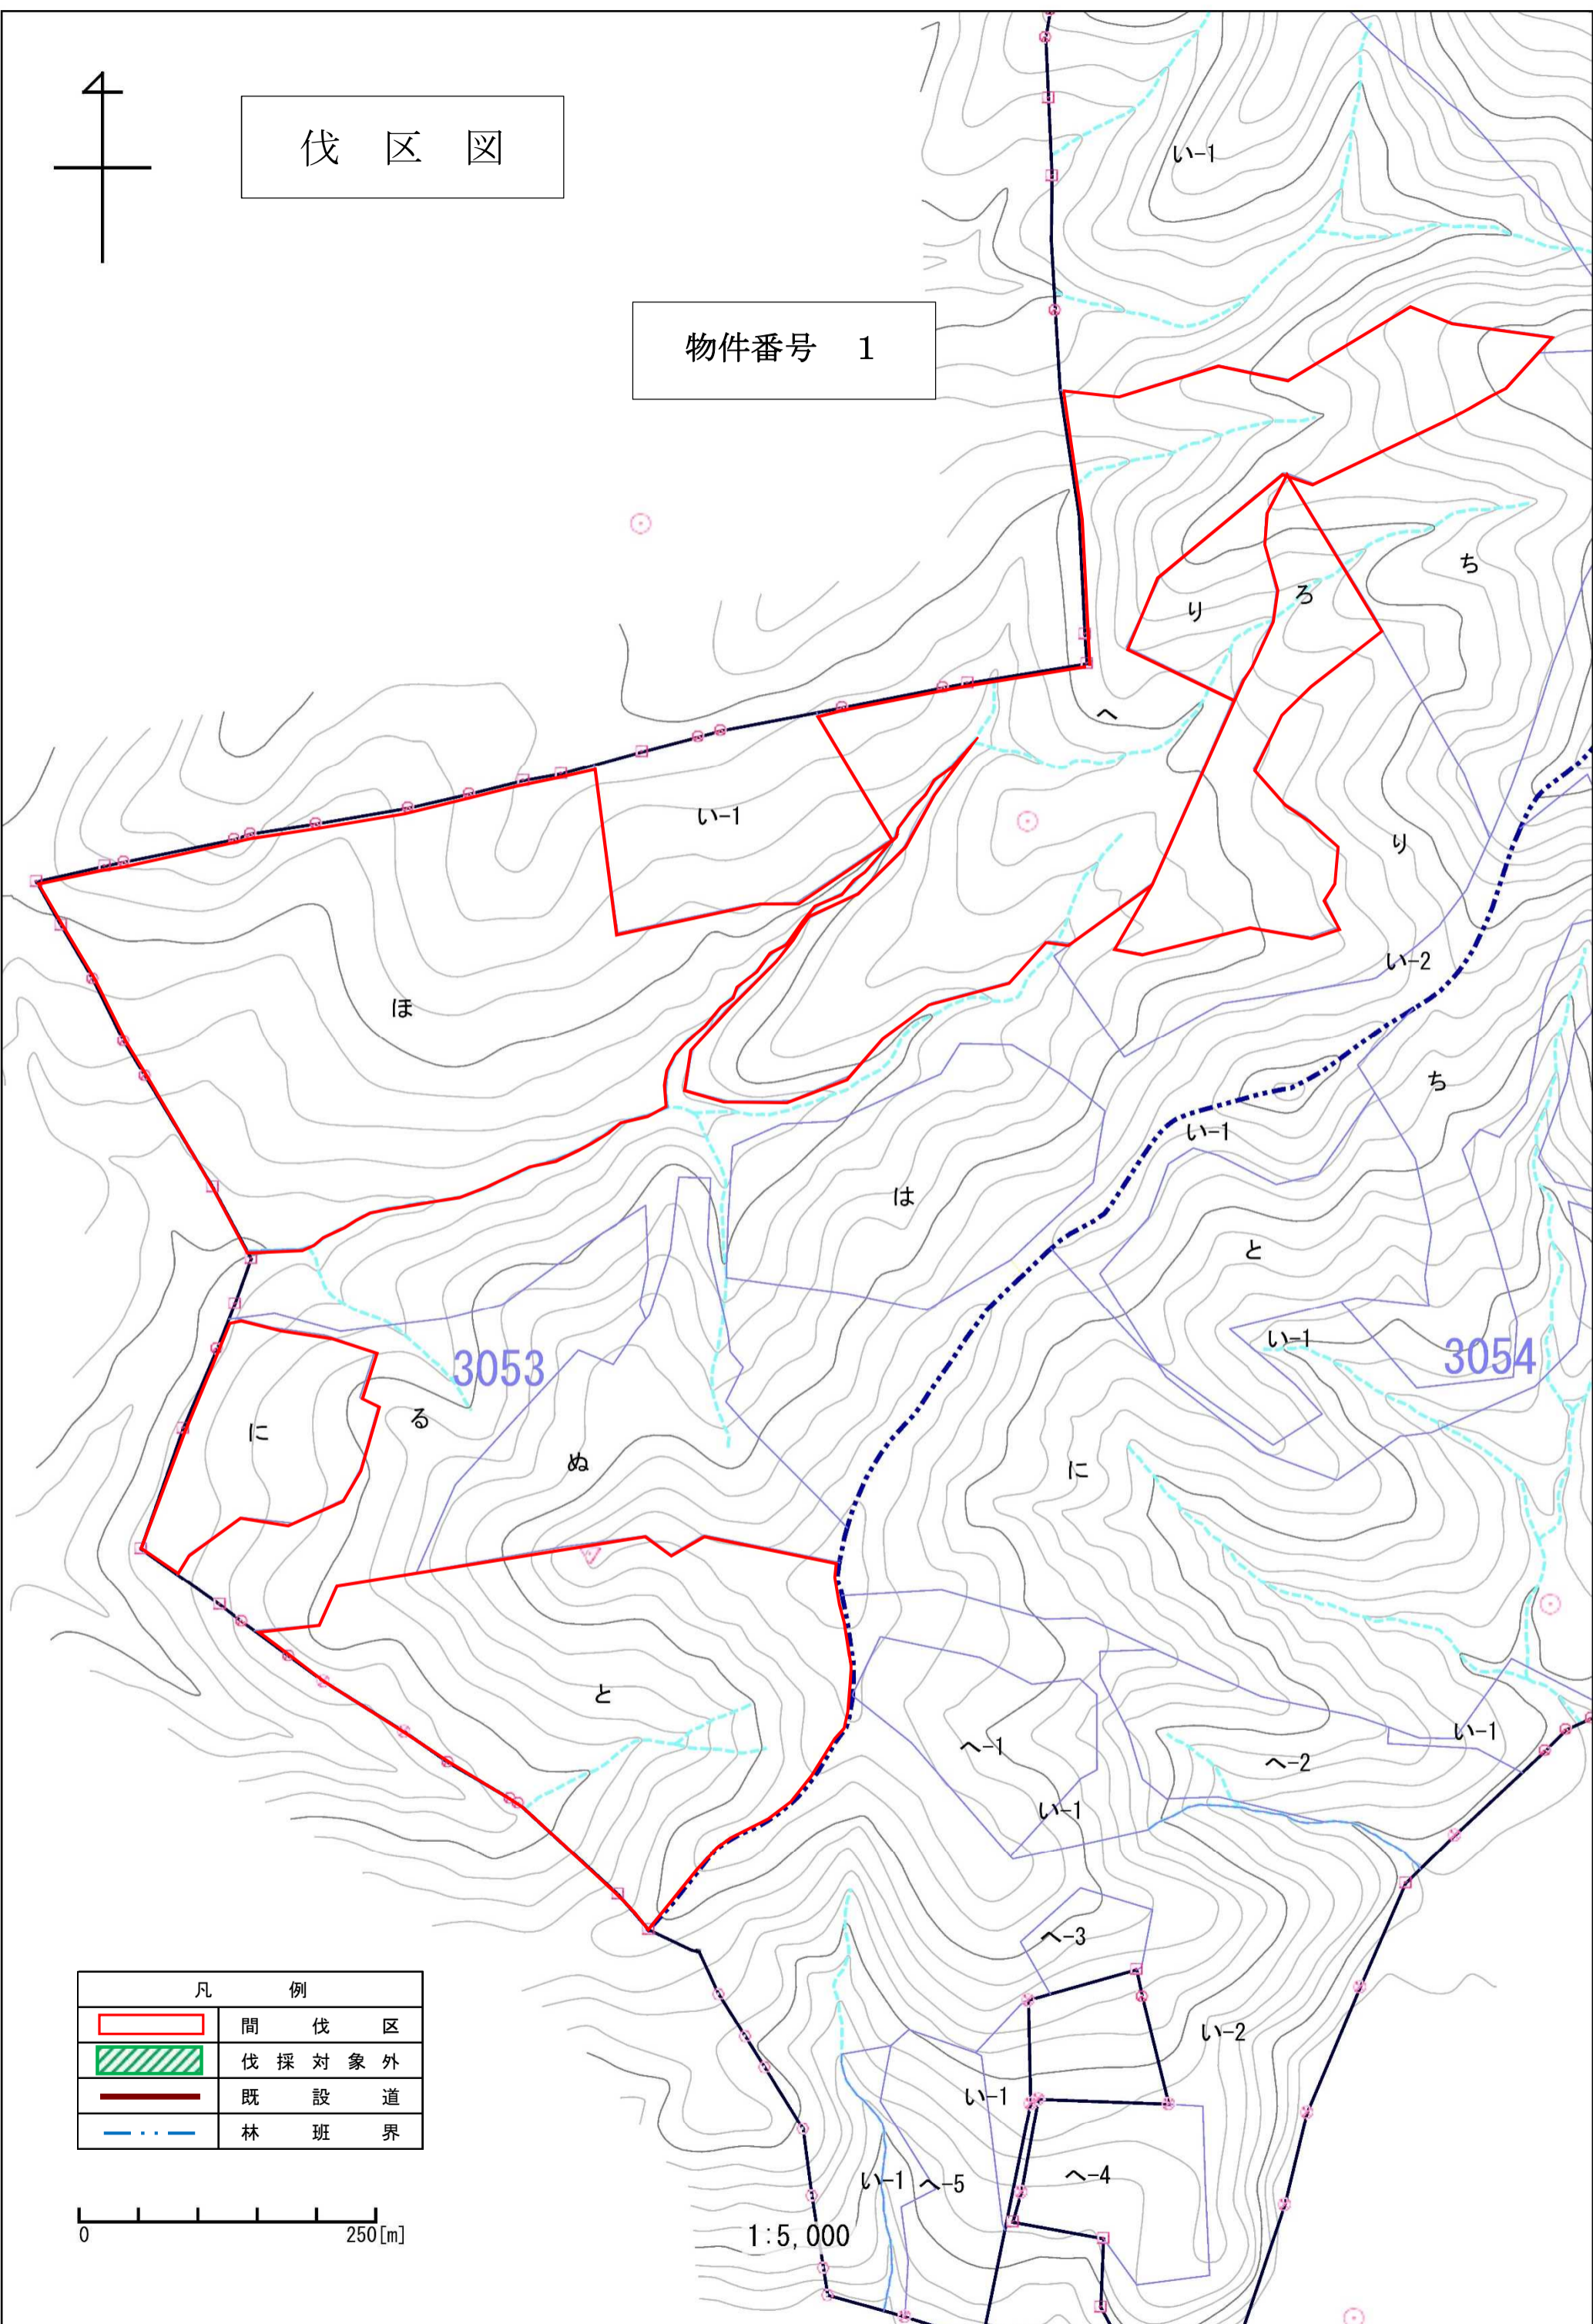 伐 区 図
い-1
物件番号 1
ち
ろ
り
へ
い-1
り
い-2
ほ
ち
い-1
は
と
い-1
3054
3053
る
に
ぬ
に
と
い-1
へ-1
へ-2
い-1
へ-3
い-2
い-1
へ-4
い-1
へ-5
凡 例
間 伐 区
伐 採 対 象 外
既 設 道
林 班 界
0 250[m]
1:5,000